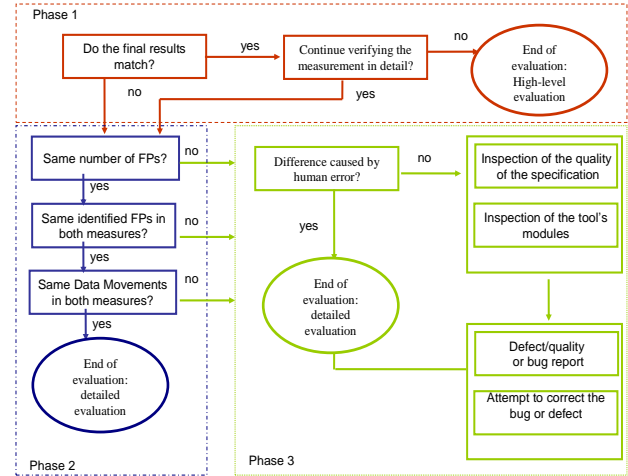 Phase 1
Do the final results
match?
yes
Continue verifying the
measurement in detail?
no
End of
evaluation:
High-level
evaluation
no
yes
Same number of FPs?
no
yes
Same identified FPs in
both measures?
no
yes
Same Data Movements
in both measures?
no
yes
End of
evaluation:
detailed
evaluation
Phase 2
Difference caused by
human error?
no
yes
End of
evaluation:
detailed
evaluation
Inspection of the quality
of the specification
Inspection of the tool's
modules
Defect/quality
or bug report
Attempt to correct the
bug or defect
Phase 3